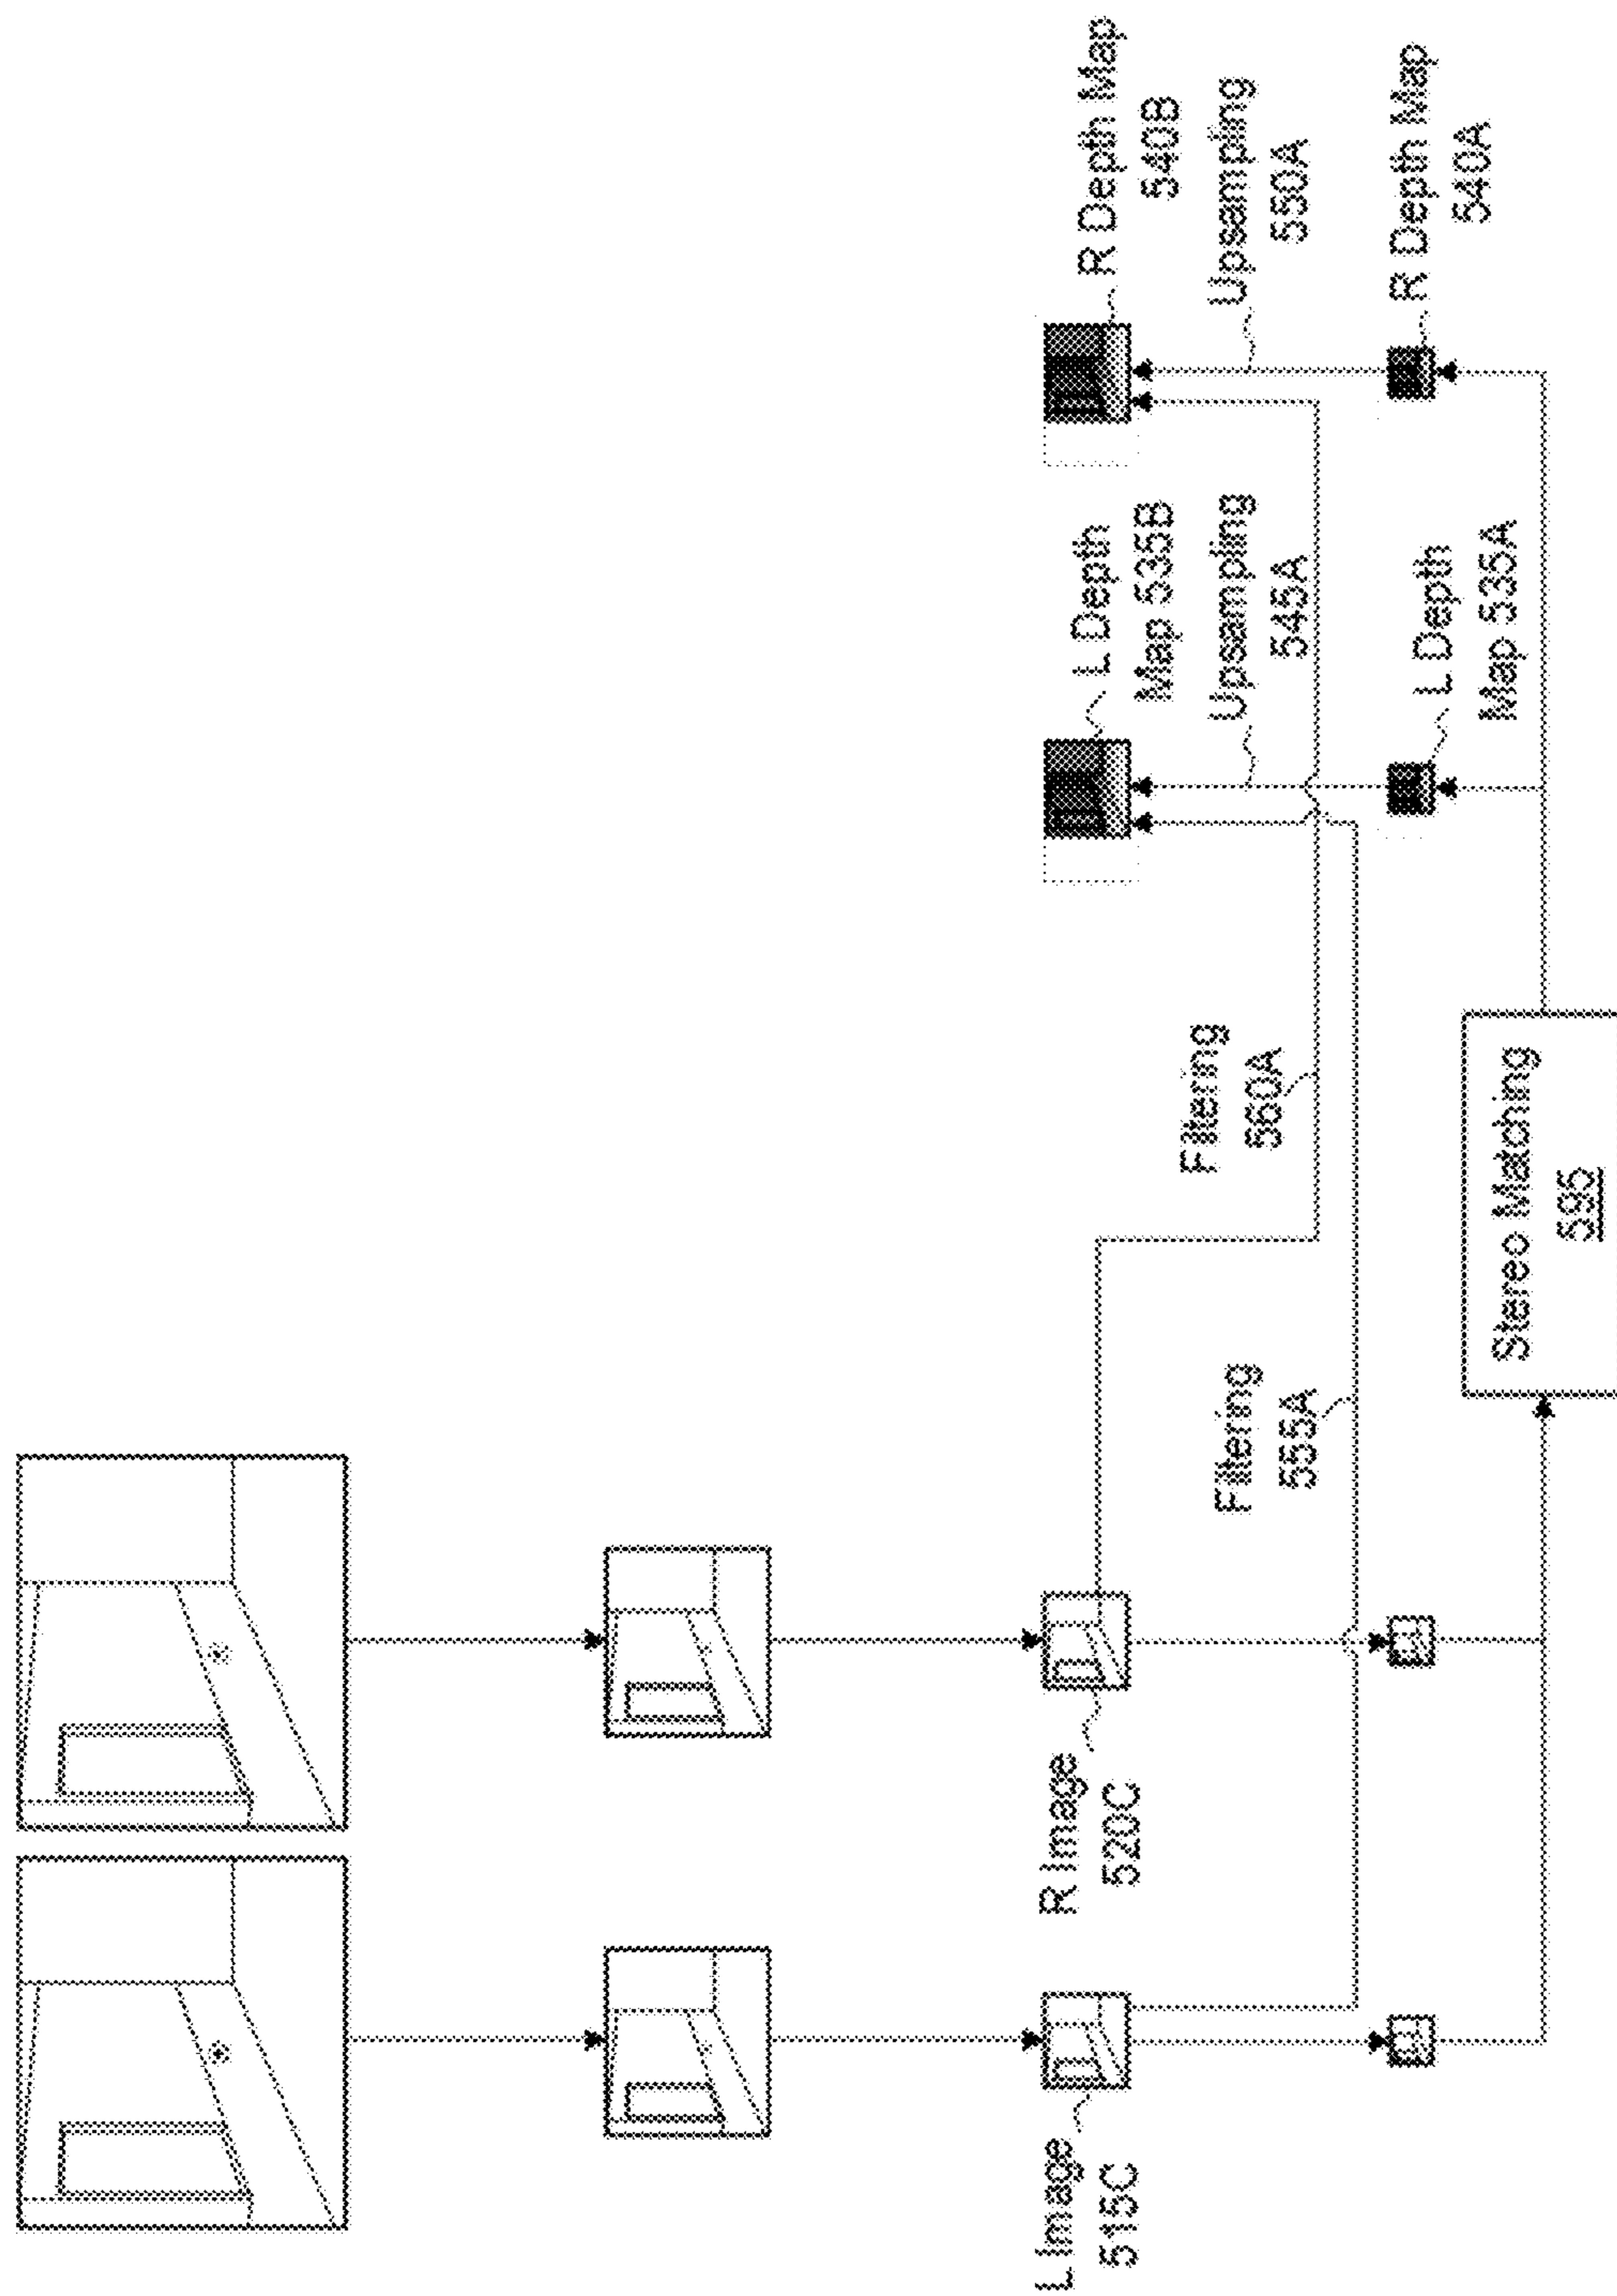 R Depth Map
540B
Upsampling
550A
R Depth Map
540A
L Depth
Map 535B
Upsampling
545A
L Depth
Map 535A
Filtering
560A
Filtering
555A
Stereo Matching
595
R Image
520C
L Image
515C